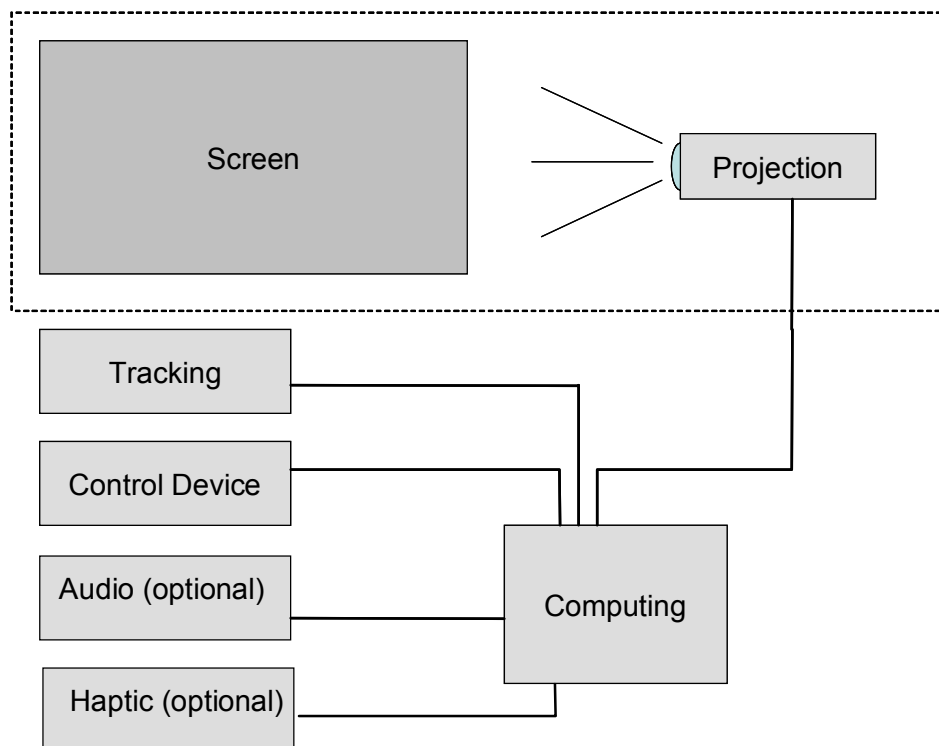 Screen
Projection
Tracking
Control Device
Audio (optional)
Computing
Haptic (optional)